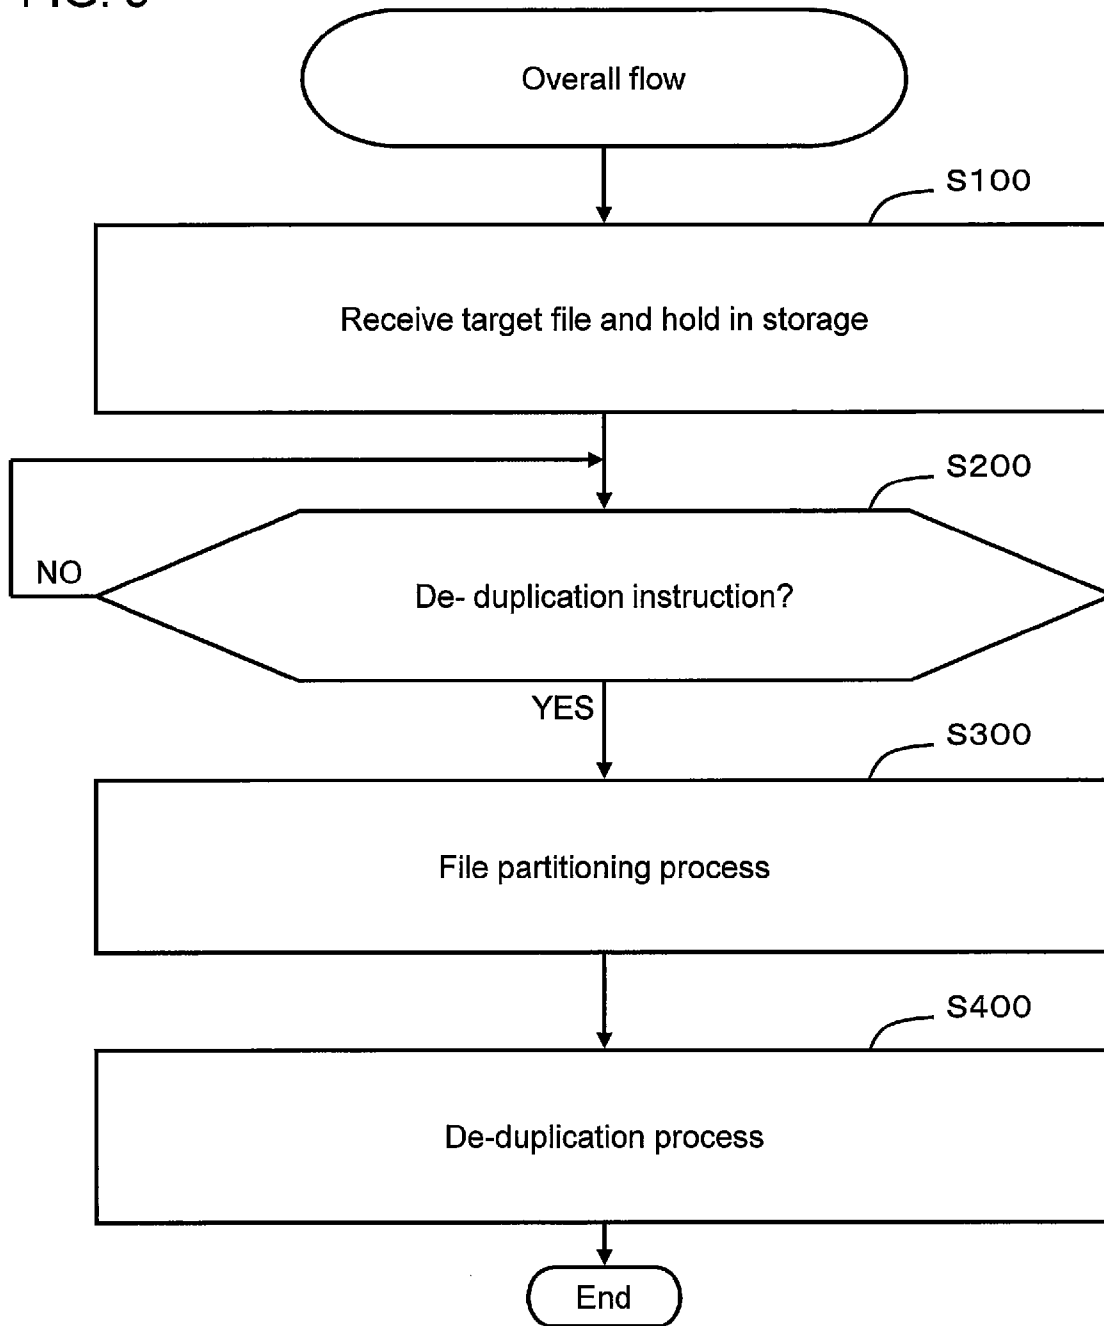 FIG.
Overall flow
S100
Receive target file and hold in storage
S200
NO
De- duplication instruction?
YES
S300
File partitioning process
S400
De-duplication process
End